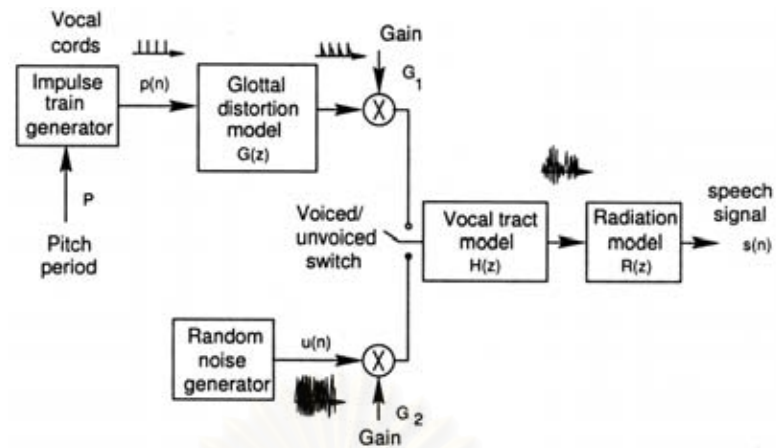 Vocal
cords
Impulse
train
generator
p(n)
P
Pitch
period
Glottal
distortion
model
G(z)
Gain
G1
X
Voiced/
unvoiced
switch
Random
noise
generator
u(n)
X
G2
Gain
Vocal tract
model
H(z)
Radiation
model
R(z)
speech
signal
s(n)